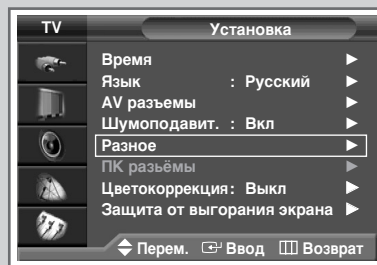 TV Установка
Время
Язык : Русский
AV разъемы
Шумоподавит. : Вкл
Разное
ПК разъёмы
Цветокоррекция: Выкл
Защита от выгорания экрана
Перем. Ввод Возврат